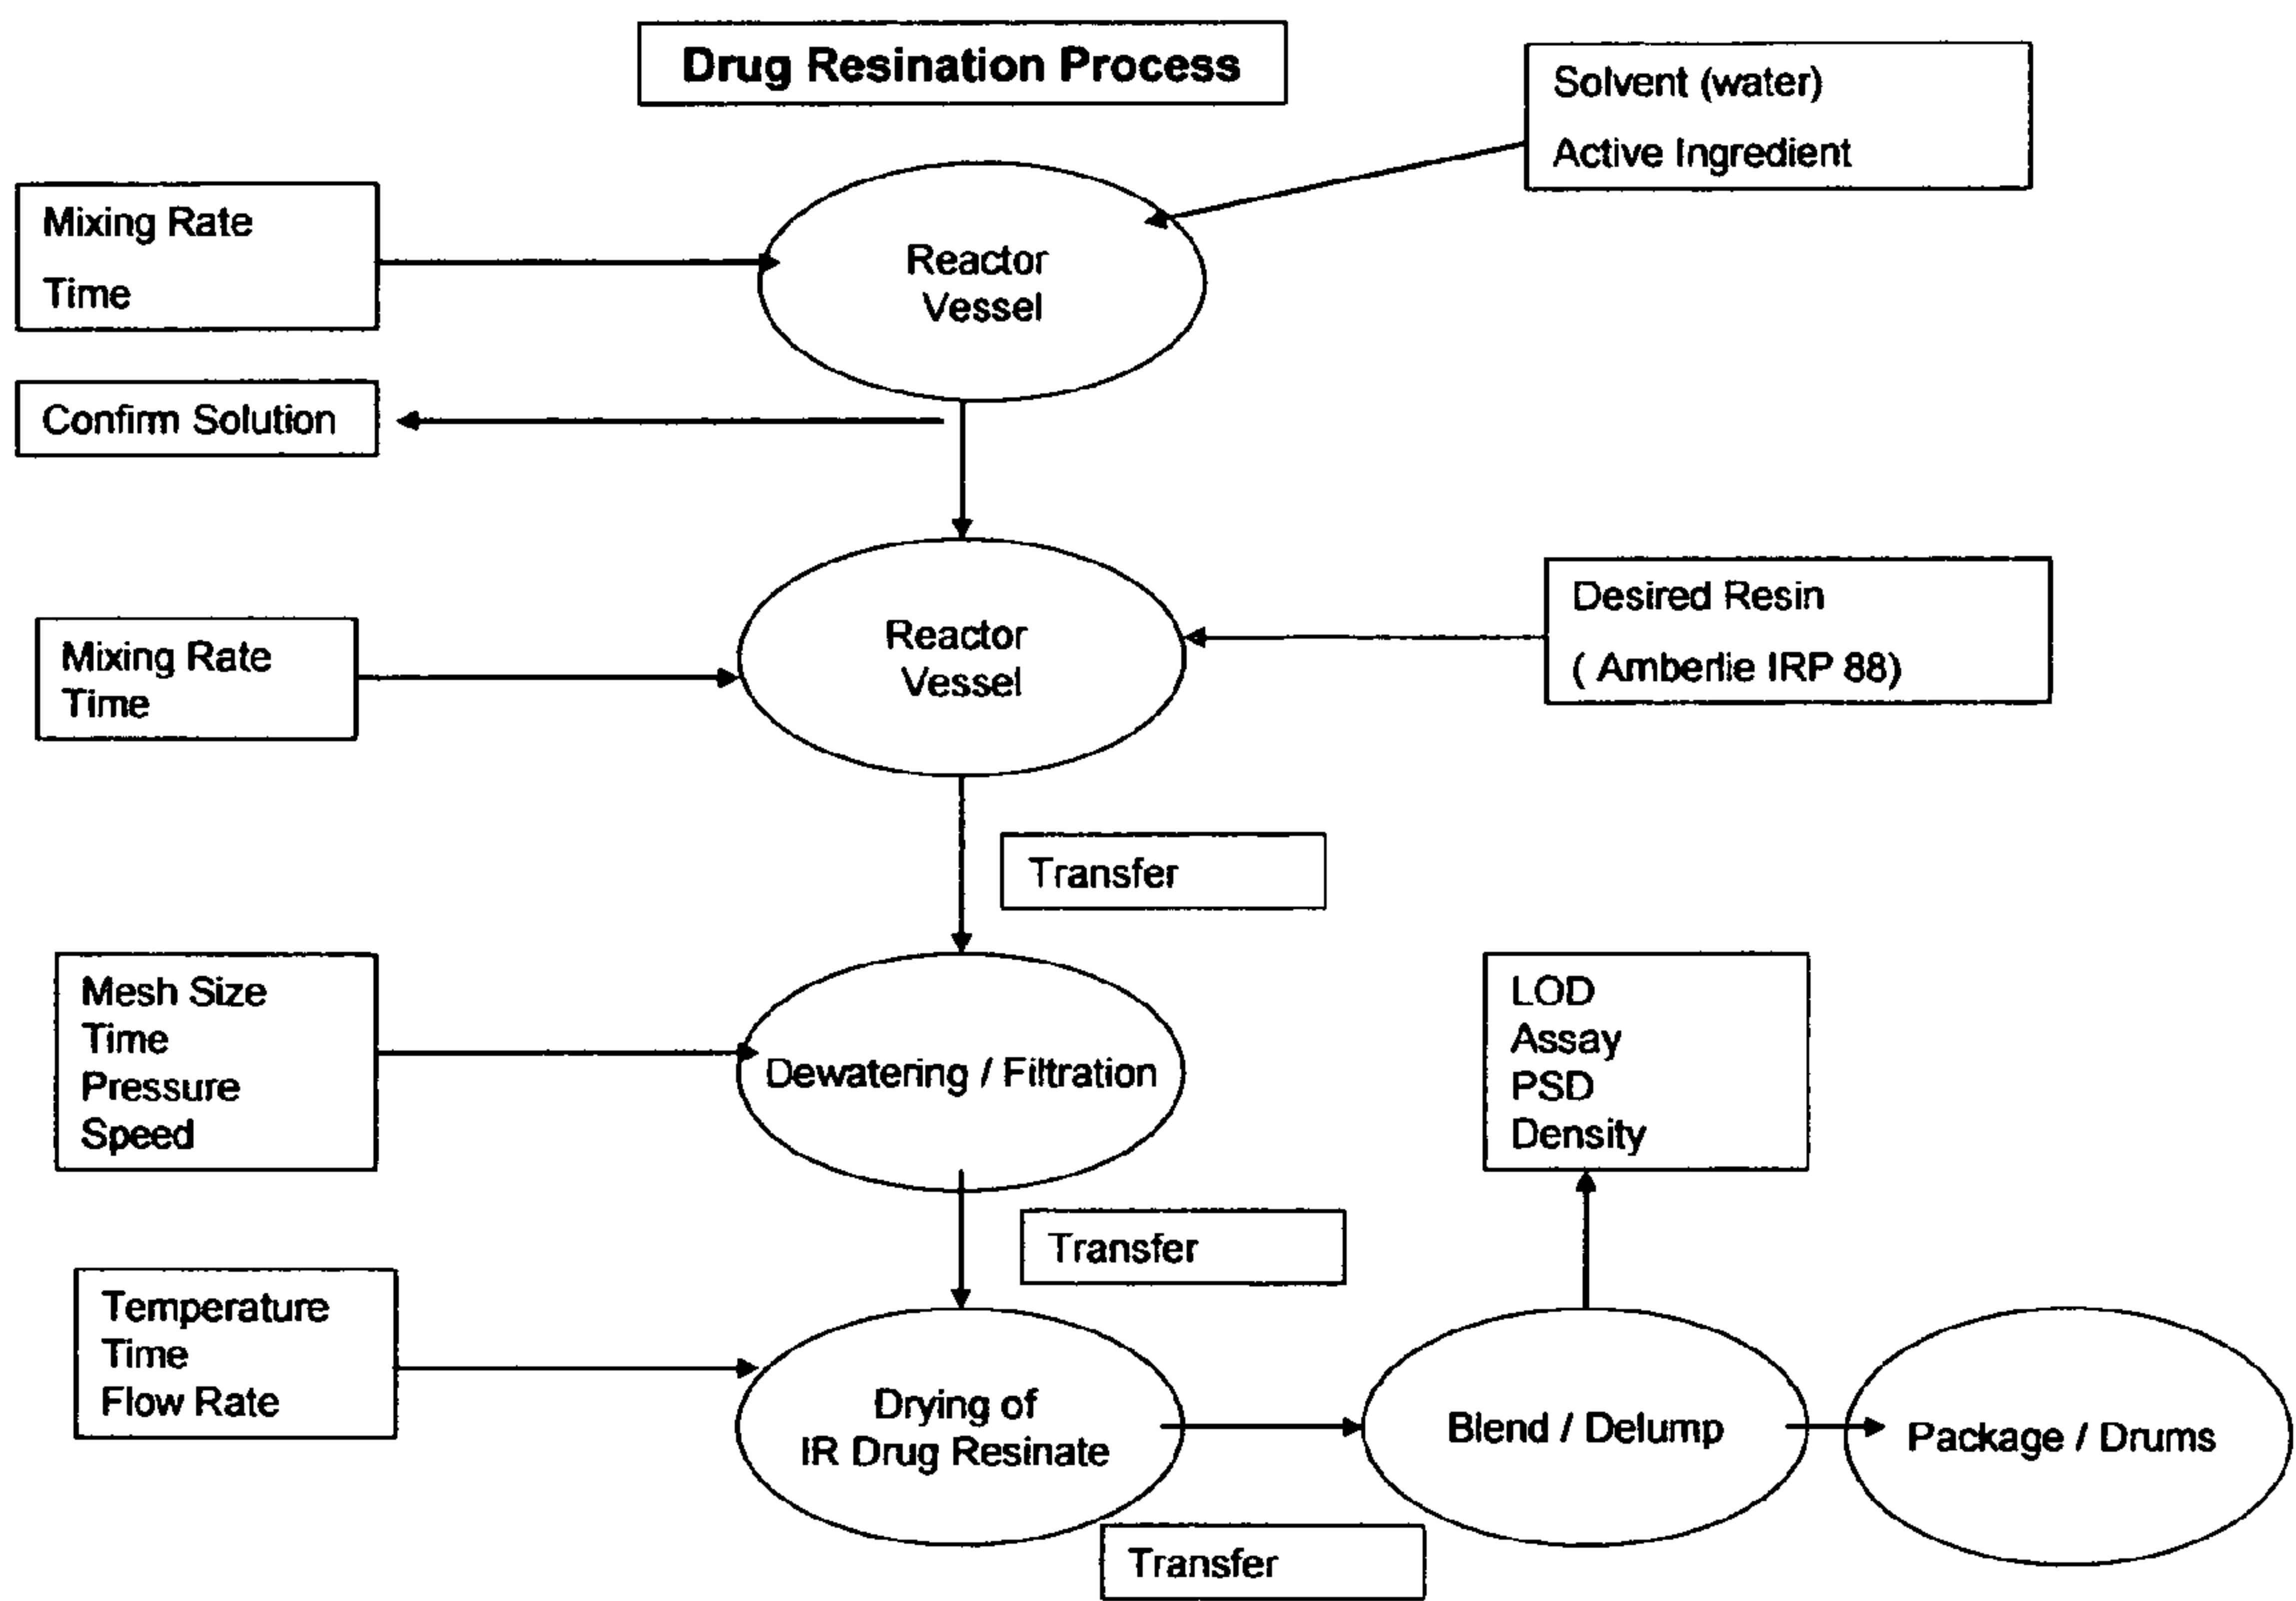 Drug Resination Process
Solvent (water)
Active Ingredient
Mixing Rate
Time
Reactor
Vessel
Confirm Solution
Mixing Rate
Time
Reactor
Vessel
Desired Resin
( Amberlie IRP 88)
Transfer
Mesh Size
Time
Pressure
Speed
Dewatering / Filtration
LOD
Assay
PSD
Density
Transfer
Temperature
Time
Flow Rate
Drying of
IR Drug Resinate
Blend / Delump
Package / Drums
Transfer